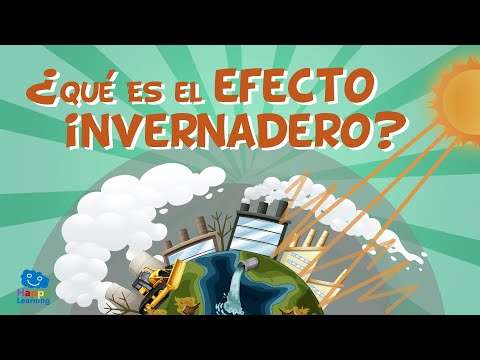 ¿QUÉ ES EL EFECTO
iNVERNADERO?
Happy
Learning